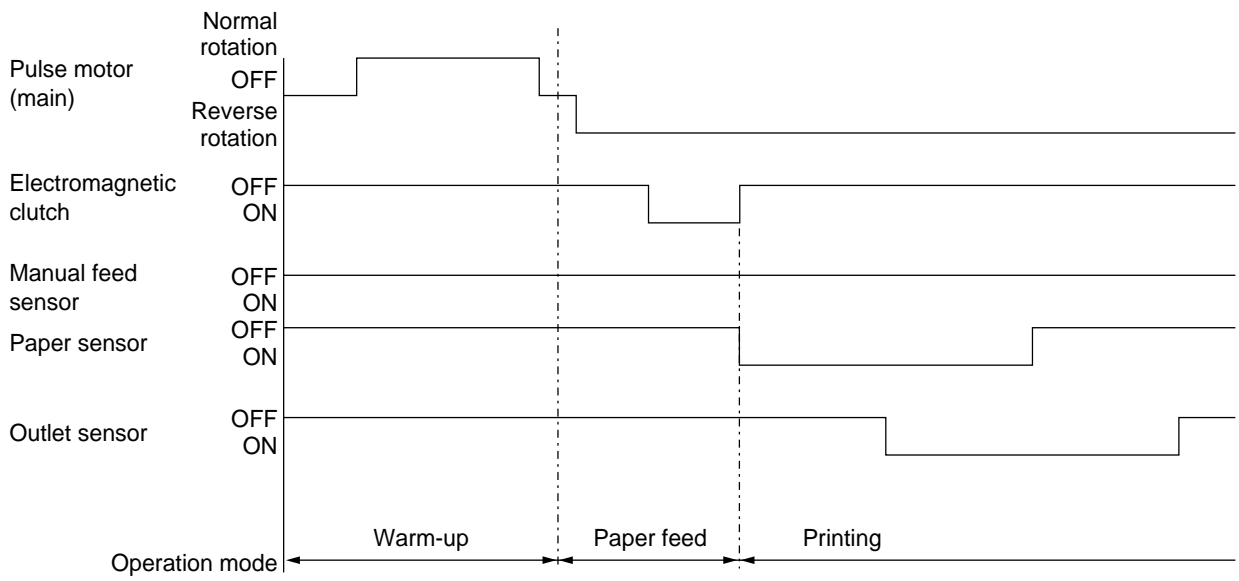 Normal
rotation
Pulse motor
(main)
OFF
Reverse
rotation
Electromagnetic
clutch
OFF
ON
Manual feed
sensor
OFF
ON
Paper sensor
OFF
ON
Outlet sensor
OFF
ON
Operation mode
Warm-up
Paper feed
Printing